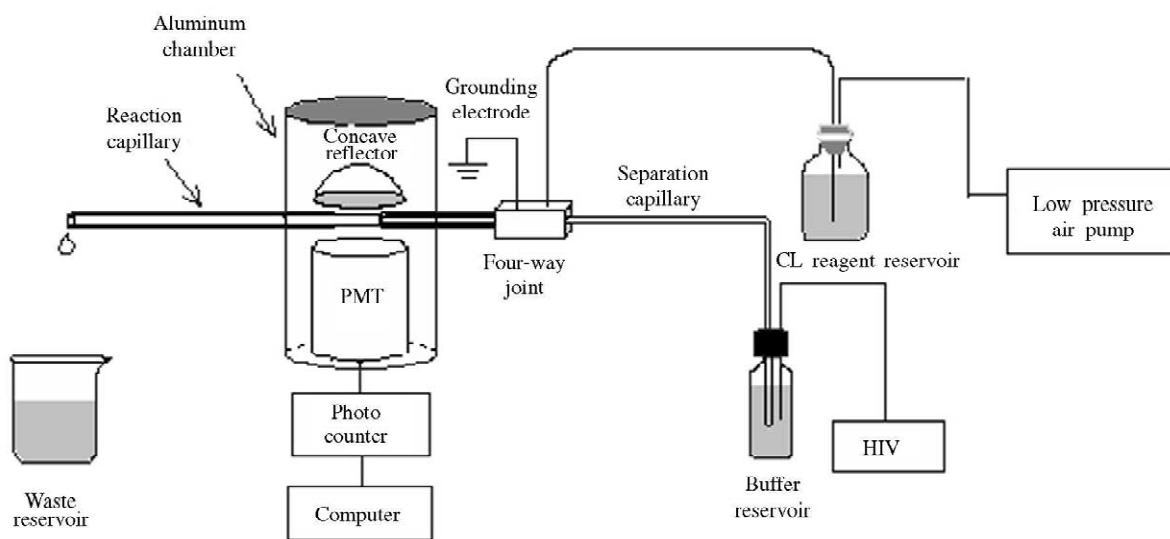 Aluminum
chamber
Reaction
capillary
Concave
reflector
Grounding
electrode
Separation
capillary
Four-way
joint
CL reagent reservoir
Low pressure
air pump
PMT
Photo
counter
Computer
Waste
reservoir
Buffer
reservoir
HIV